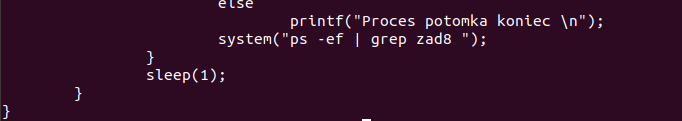 else
printf("Proces potomka koniec \n");
system("ps -ef | grep zad8 ");
}
sleep(1);
}
}